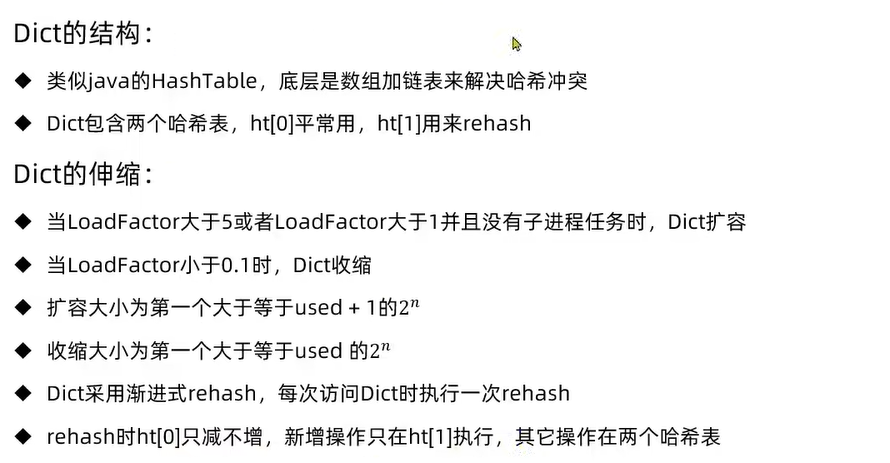 Dict的结构：
◆ 类似java的HashTable，底层是数组加链表来解决哈希冲突
◆ Dict包含两个哈希表，ht[0]平常用，ht[1]用来rehash
Dict的伸缩：
◆ 当LoadFactor大于5或者LoadFactor大于1并且没有子进程任务时，Dict扩容
◆ 当LoadFactor小于0.1时，Dict收缩
◆ 扩容大小为第一个大于等于used + 1的2ⁿ
◆ 收缩大小为第一个大于等于used 的2ⁿ
◆ Dict采用渐进式rehash，每次访问Dict时执行一次rehash
◆ rehash时ht[0]只减不增，新增操作只在ht[1]执行，其它操作在两个哈希表